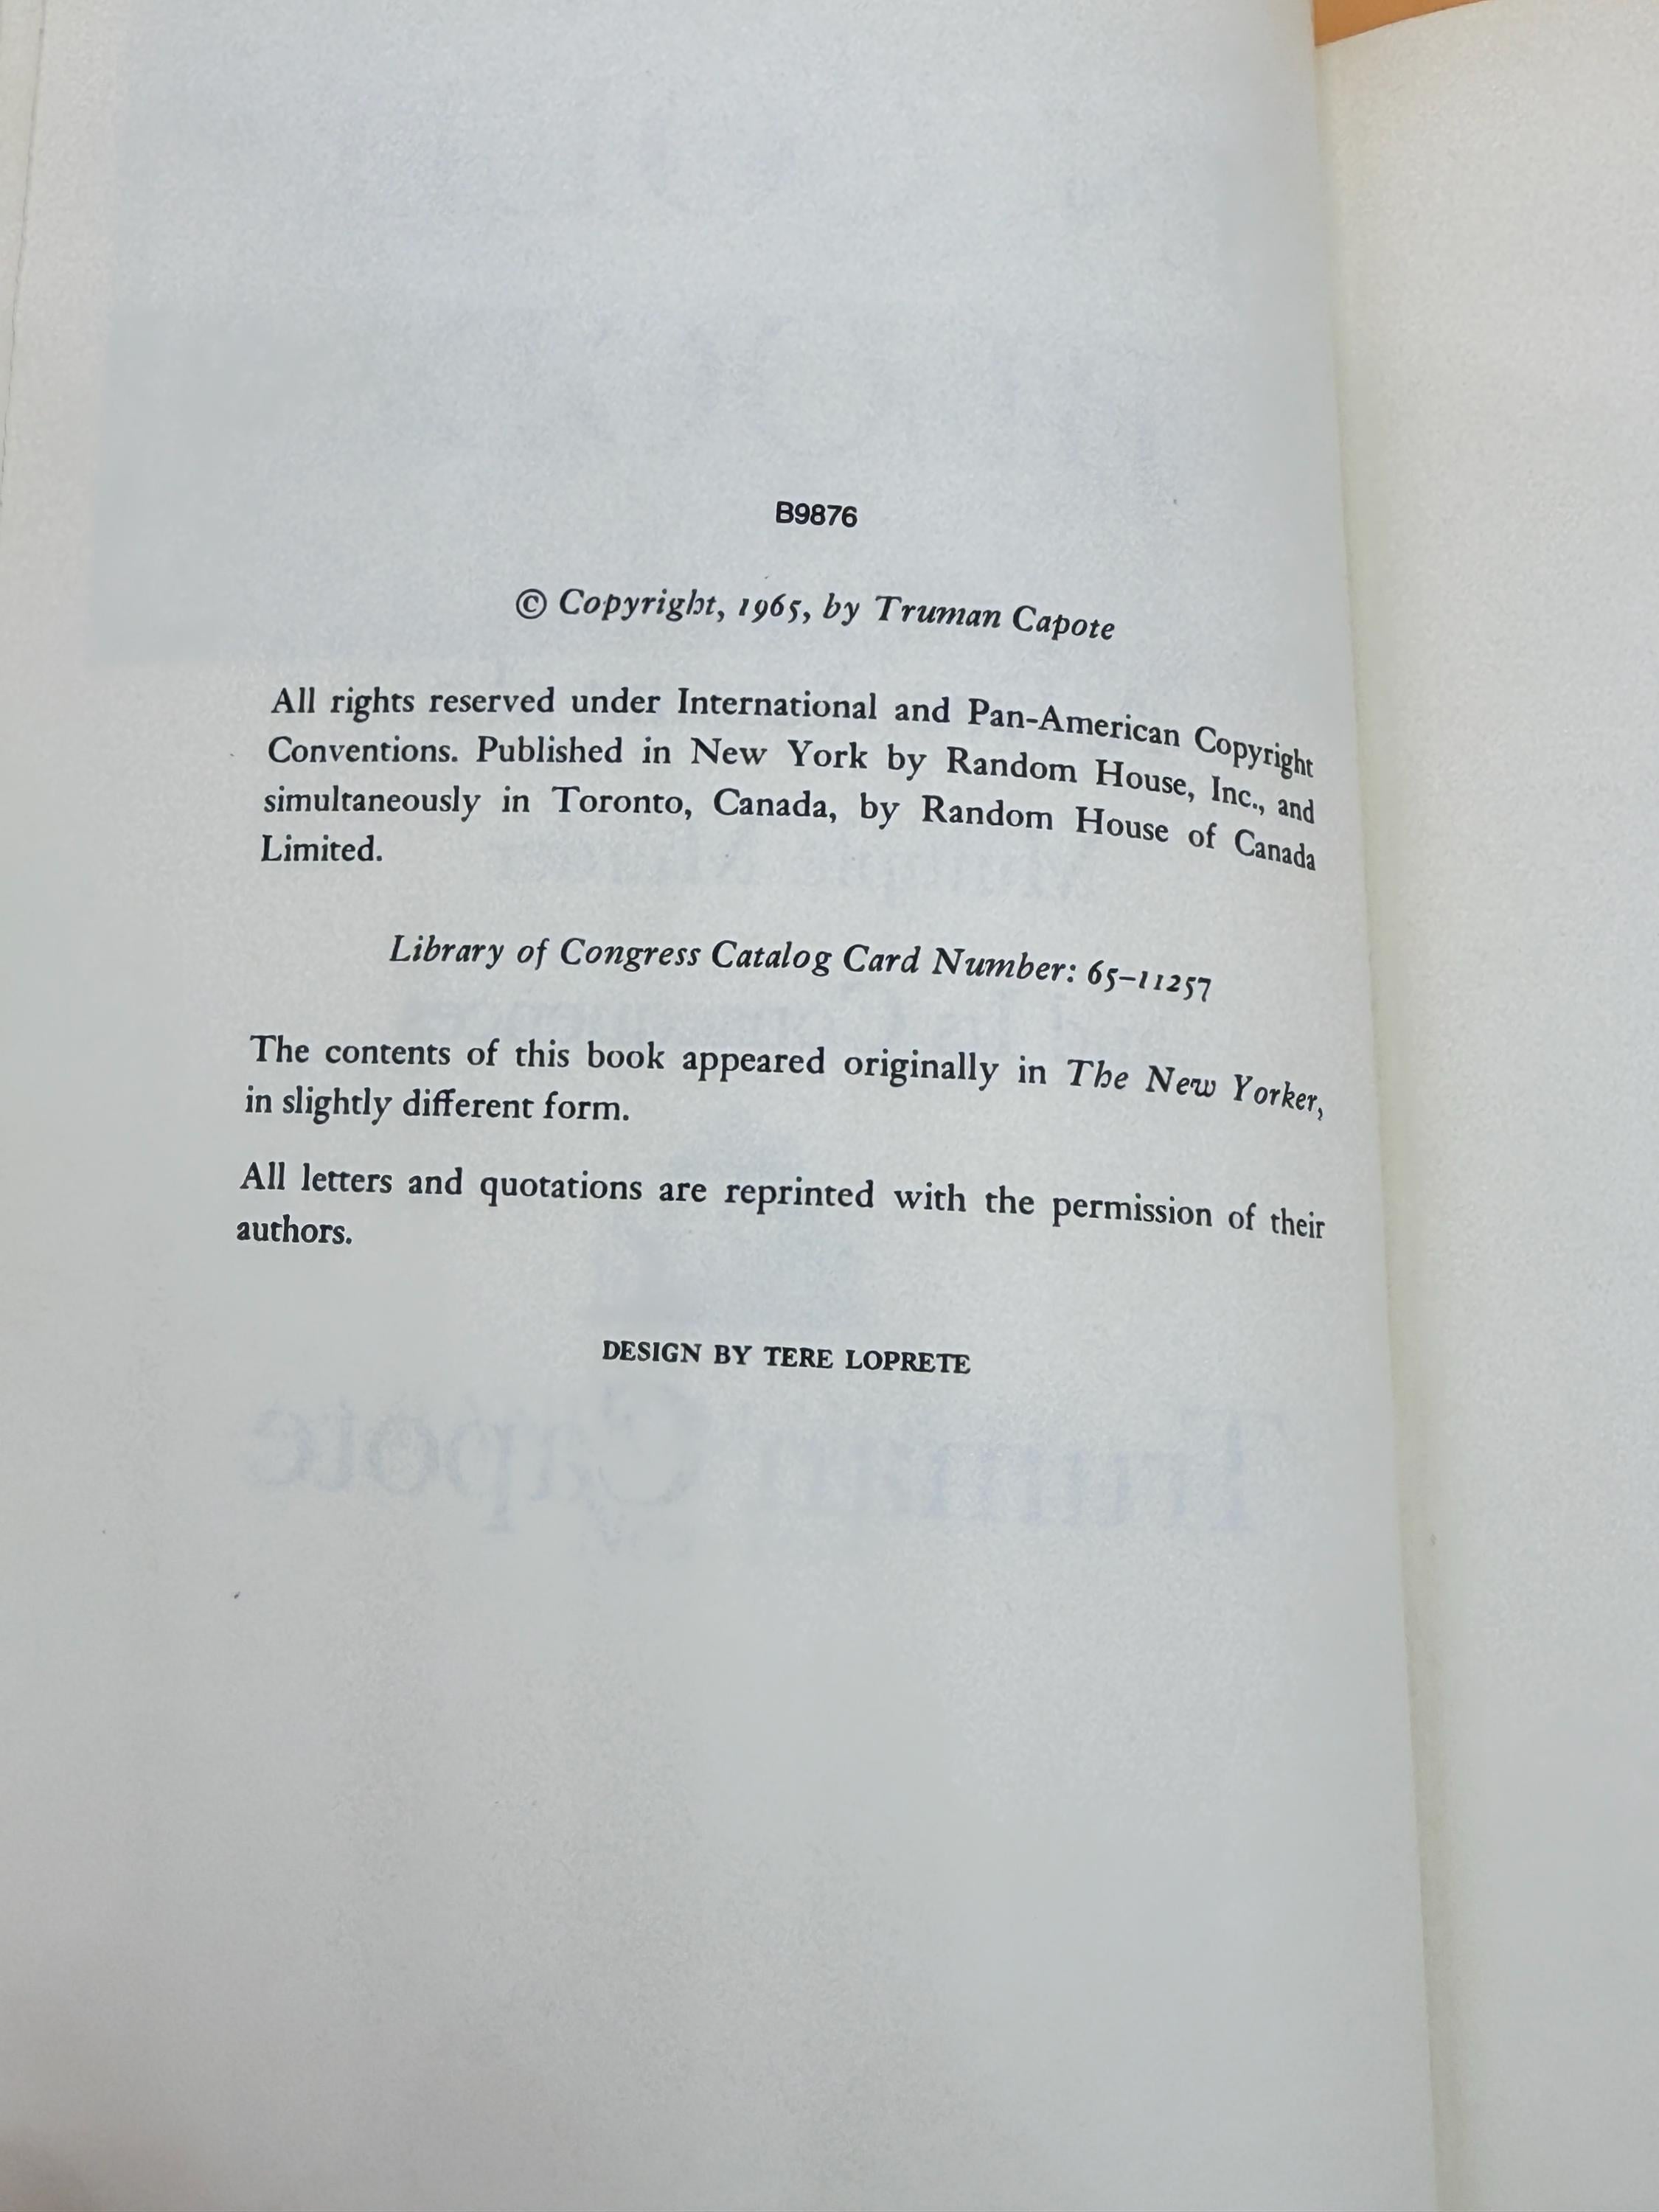 B9876
© Copyright, 1965, by Truman Capote
All rights reserved under International and Pan-American Copyright
Conventions. Published in New York by Random House, Inc., and
simultaneously in Toronto, Canada, by Random House of Canada
Limited.
Library of Congress Catalog Card Number: 65–11257
The contents of this book appeared originally in The New Yorker,
in slightly different form.
All letters and quotations are reprinted with the permission of their
authors.
DESIGN BY TERE LOPRETE
Truman Capote